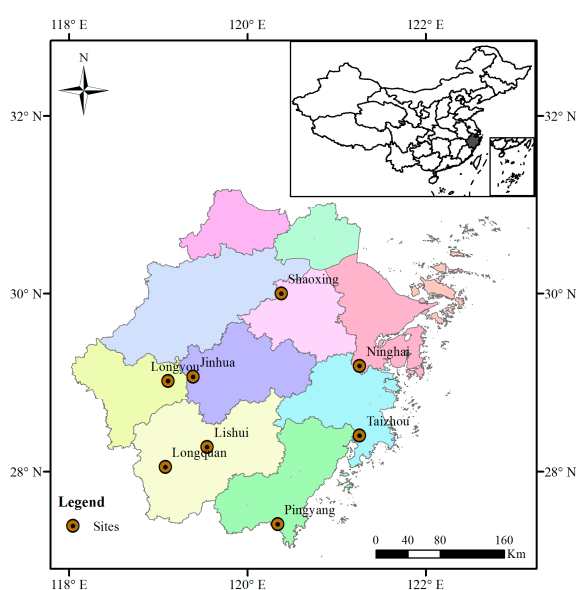 118° E 120° E 122° E
N
32° N 32° N
30° N 30° N
Shaoxing
Ninghai
Longyou Jinhua
Taizhou
Lishui
Longquan
28° N 28° N
Legend
Pingyang
Sites
0 40 80 160
Km
118° E 120° E 122° E